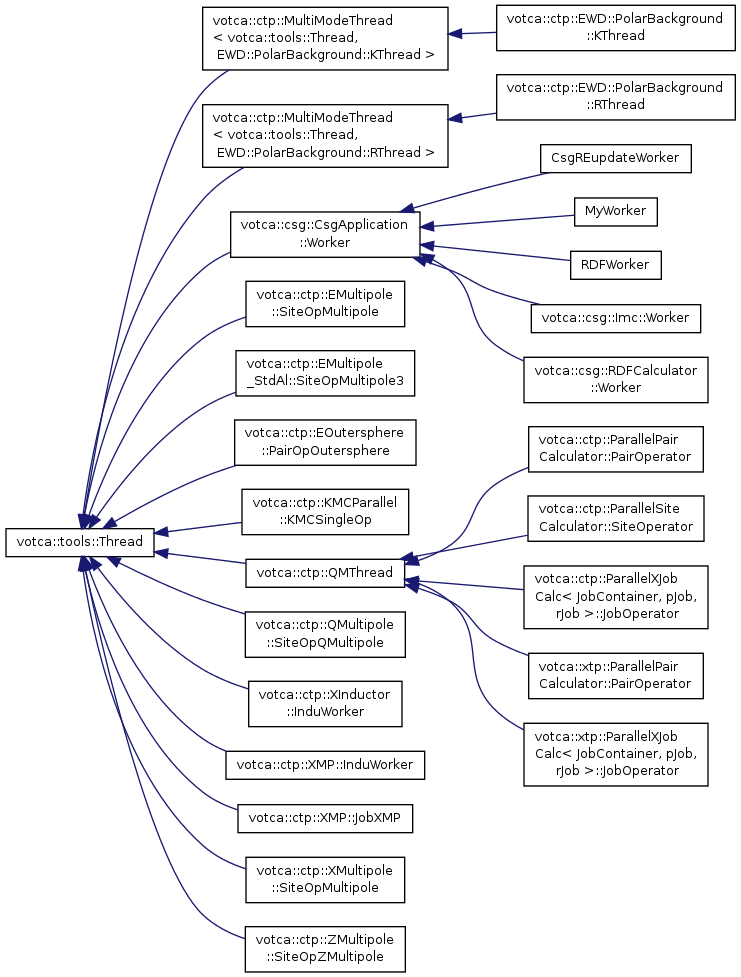 votca::tools::Thread
votca::ctp::MultiModeThread
< votca::tools::Thread,
EWD::PolarBackground::KThread >
votca::ctp::MultiModeThread
< votca::tools::Thread,
EWD::PolarBackground::RThread >
votca::csg::CsgApplication
::Worker
votca::ctp::EMultipole
::SiteOpMultipole
votca::ctp::EMultipole
_StdAl::SiteOpMultipole3
votca::ctp::EOutersphere
::PairOpOutersphere
votca::ctp::KMCParallel
::KMCSingleOp
votca::ctp::QMThread
votca::ctp::QMultipole
::SiteOpQMultipole
votca::ctp::XInductor
::InduWorker
votca::ctp::XMP::InduWorker
votca::ctp::XMP::JobXMP
votca::ctp::XMultipole
::SiteOpMultipole
votca::ctp::ZMultipole
::SiteOpZMultipole
votca::ctp::EWD::PolarBackground
::KThread
votca::ctp::EWD::PolarBackground
::RThread
CsgREupdateWorker
MyWorker
RDFWorker
votca::csg::Imc::Worker
votca::csg::RDFCalculator
::Worker
votca::ctp::ParallelPair
Calculator::PairOperator
votca::ctp::ParallelSite
Calculator::SiteOperator
votca::ctp::ParallelXJob
Calc< JobContainer, pJob,
rJob >::JobOperator
votca::xtp::ParallelPair
Calculator::PairOperator
votca::xtp::ParallelXJob
Calc< JobContainer, pJob,
rJob >::JobOperator